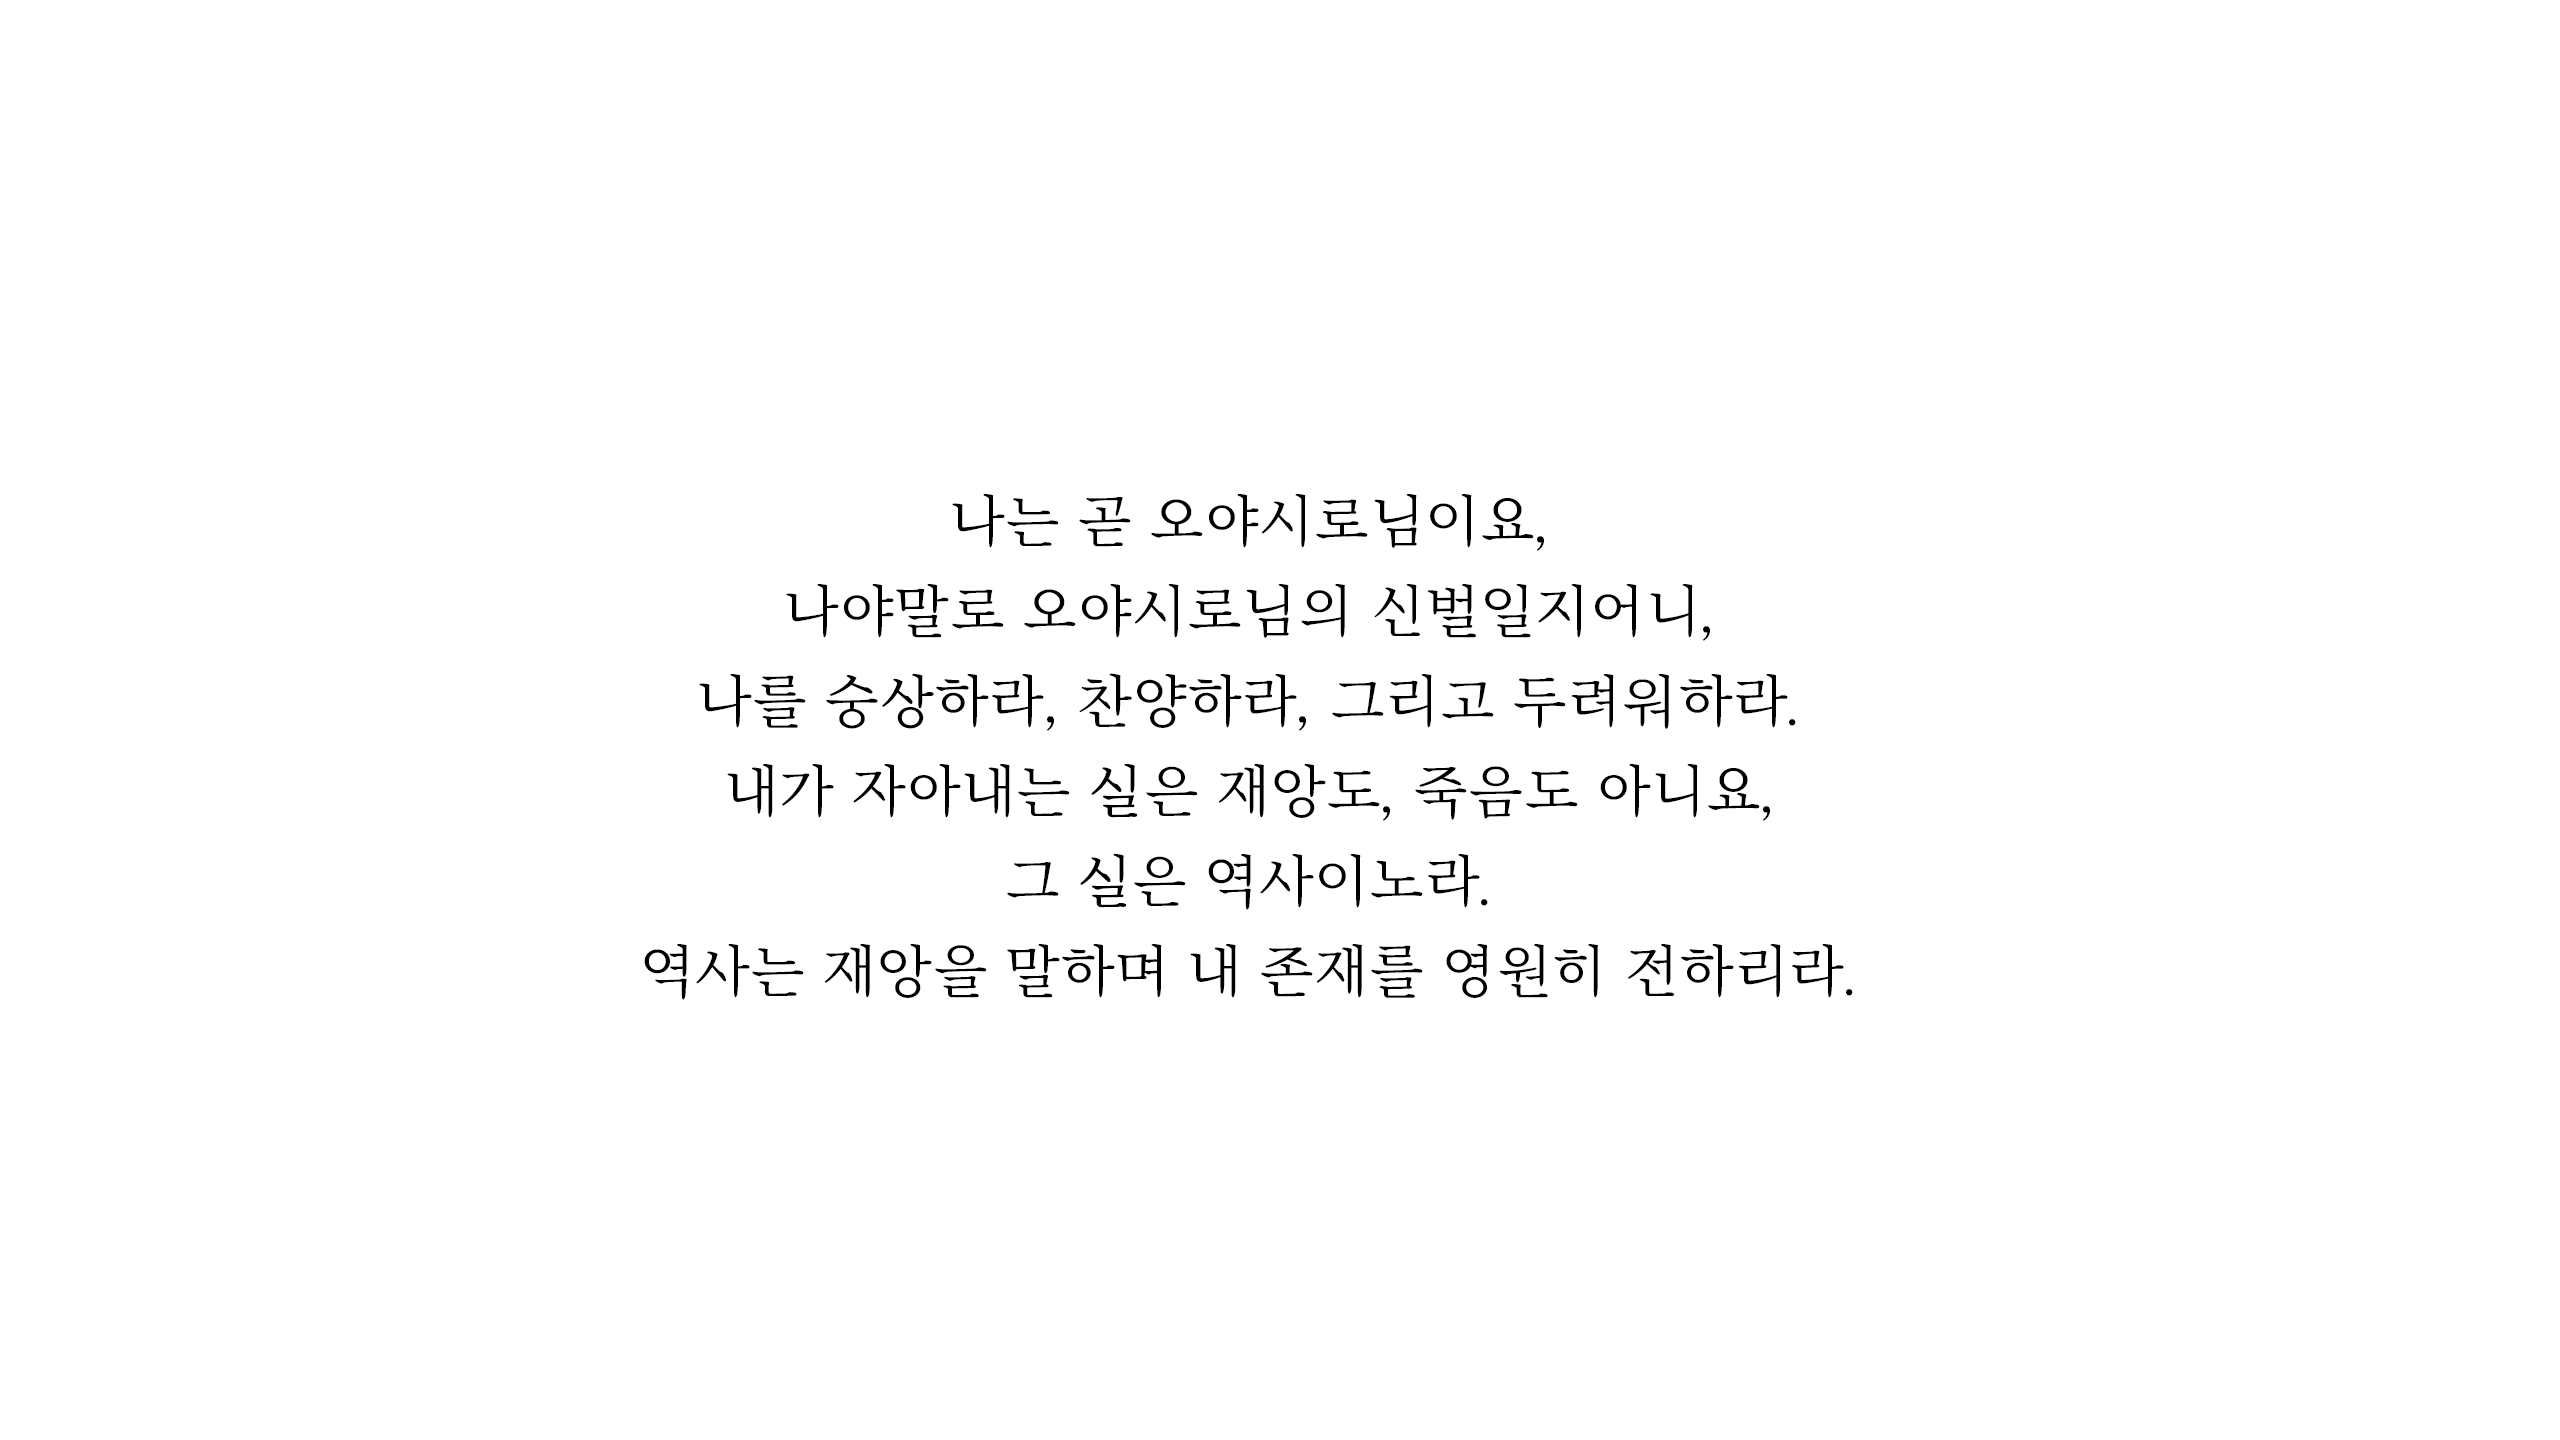 나는 곧 오야시로님이요,
나야말로 오야시로님의 신벌일지어니,
나를 숭상하라, 찬양하라, 그리고 두려워하라.
내가 자아내는 실은 재앙도, 죽음도 아니요,
그 실은 역사이노라.
역사는 재앙을 말하며 내 존재를 영원히 전하리라.